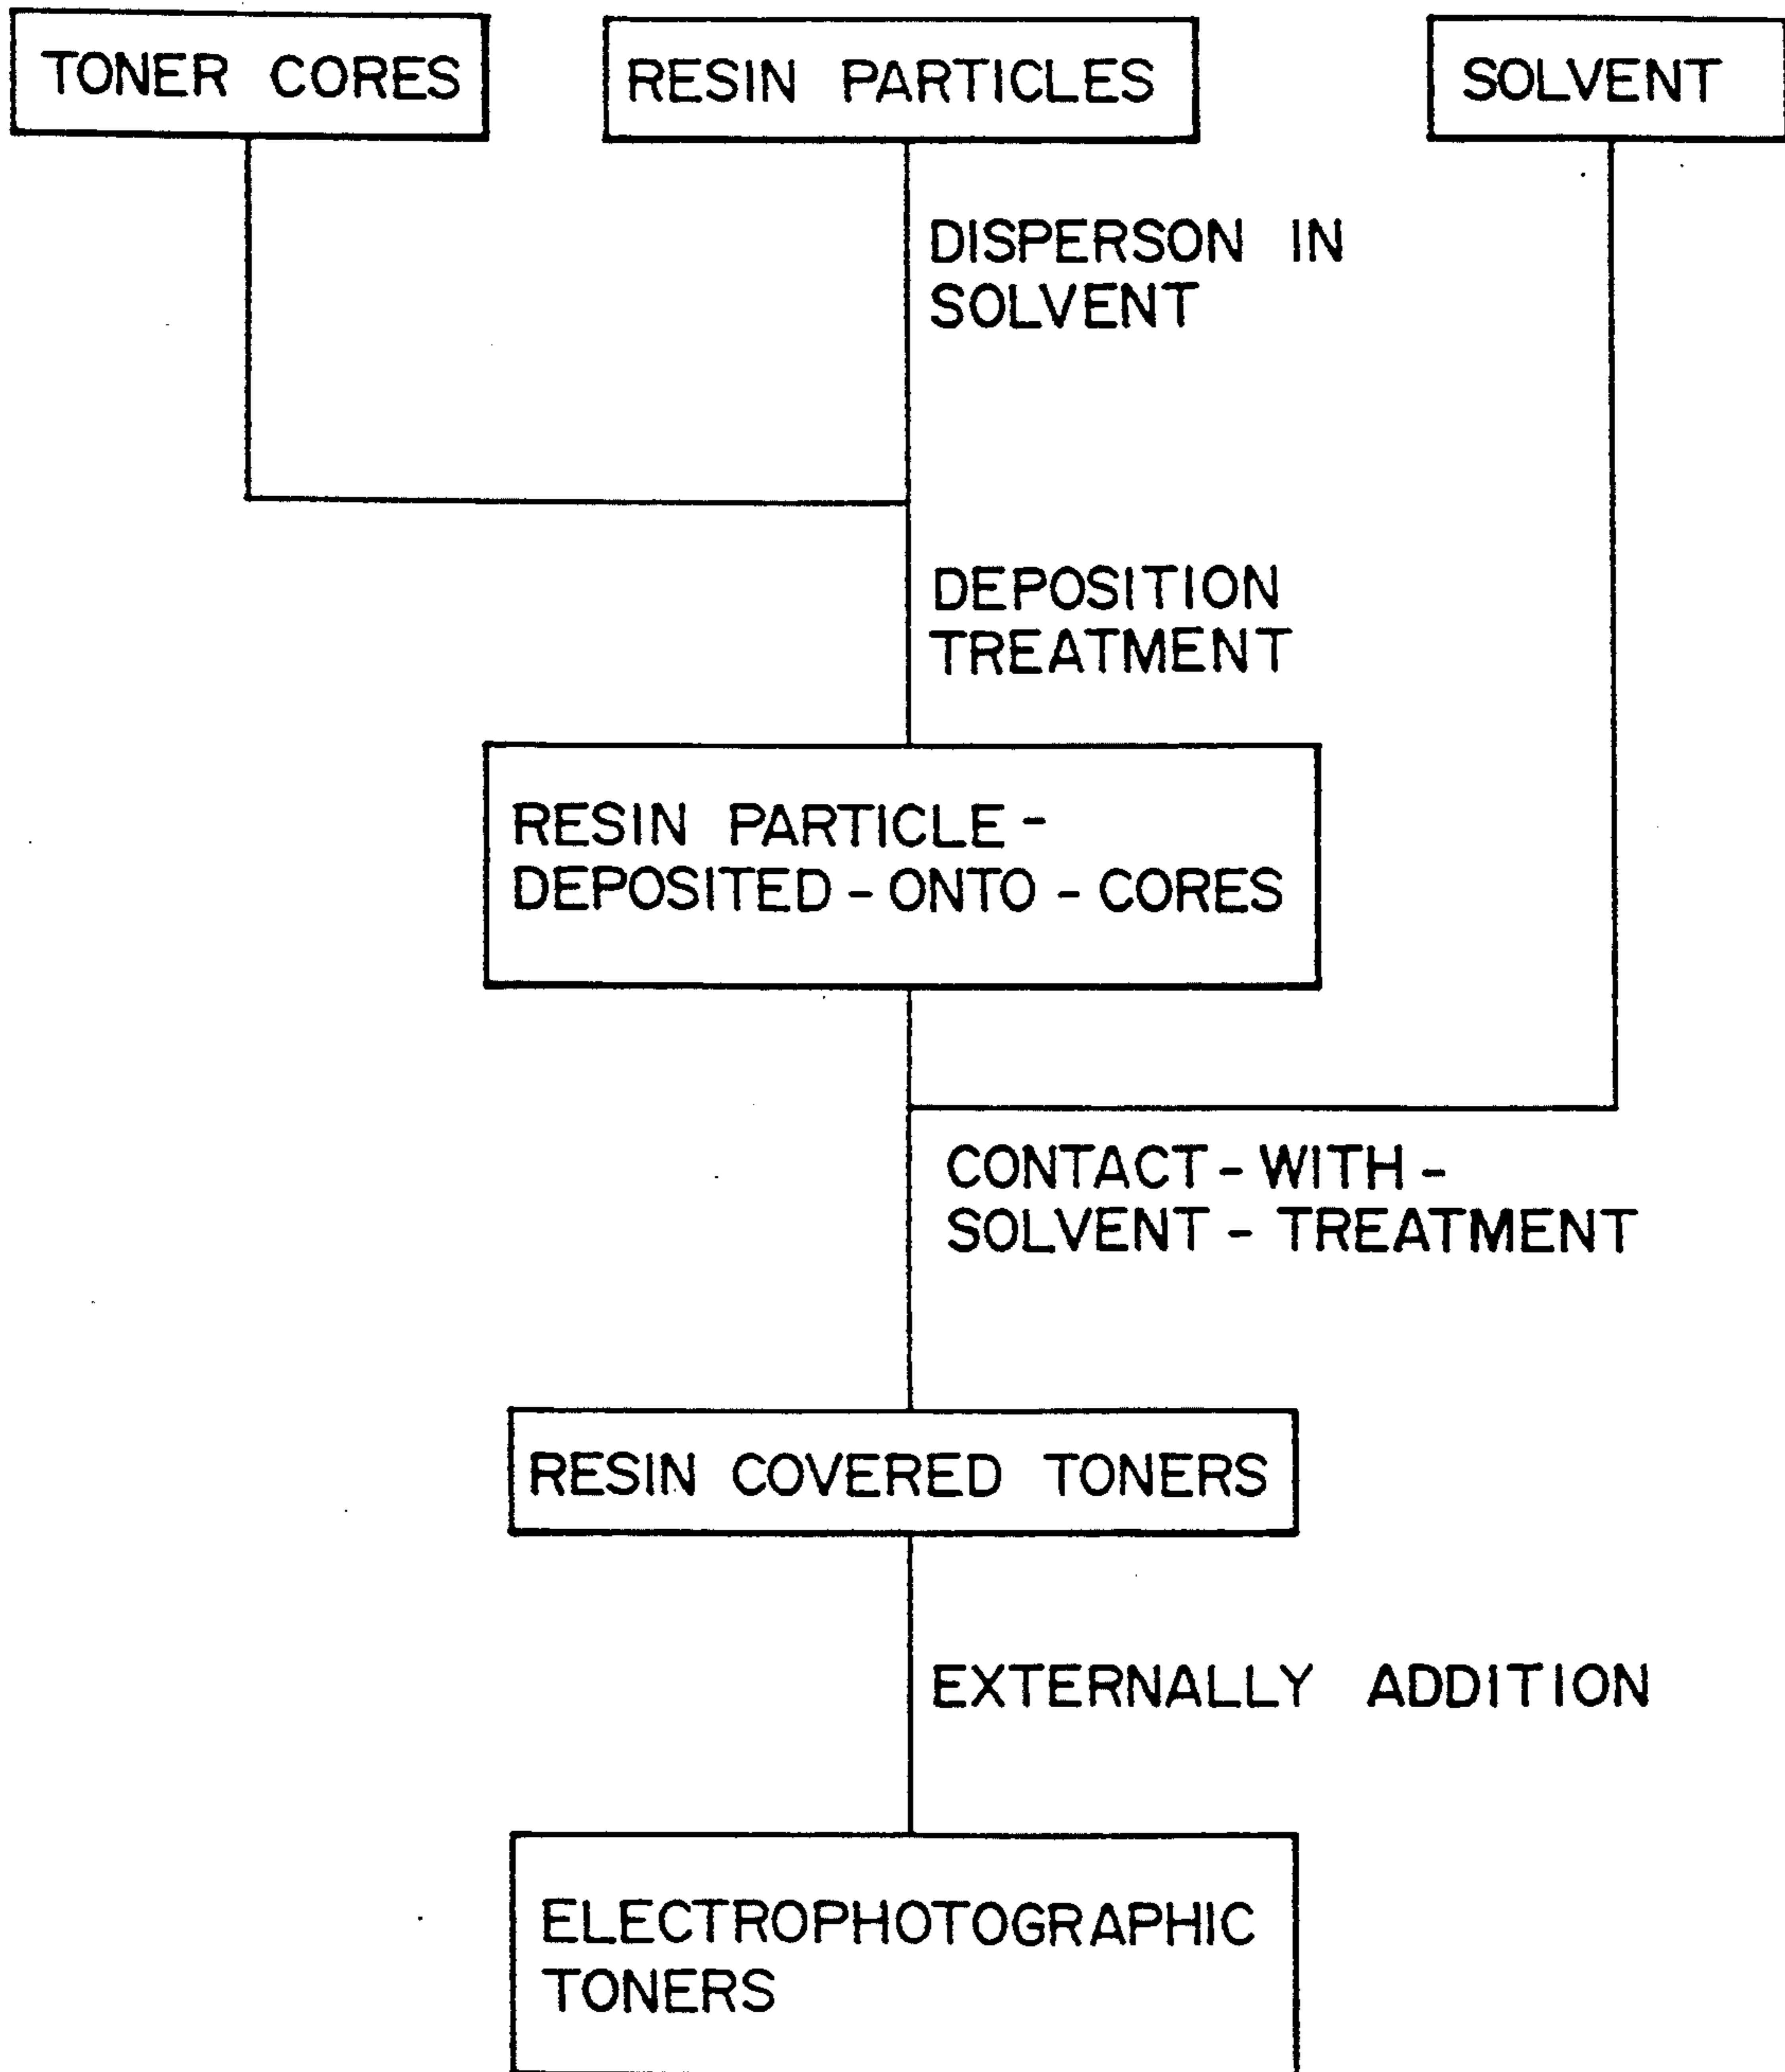 TONER CORES
RESIN PARTICLES
SOLVENT
DISPERSON IN
SOLVENT
DEPOSITION
TREATMENT
RESIN PARTICLE -
DEPOSITED - ONTO - CORES
CONTACT - WITH -
SOLVENT - TREATMENT
RESIN COVERED TONERS
EXTERNALLY ADDITION
ELECTROPHOTOGRAPHIC
TONERS